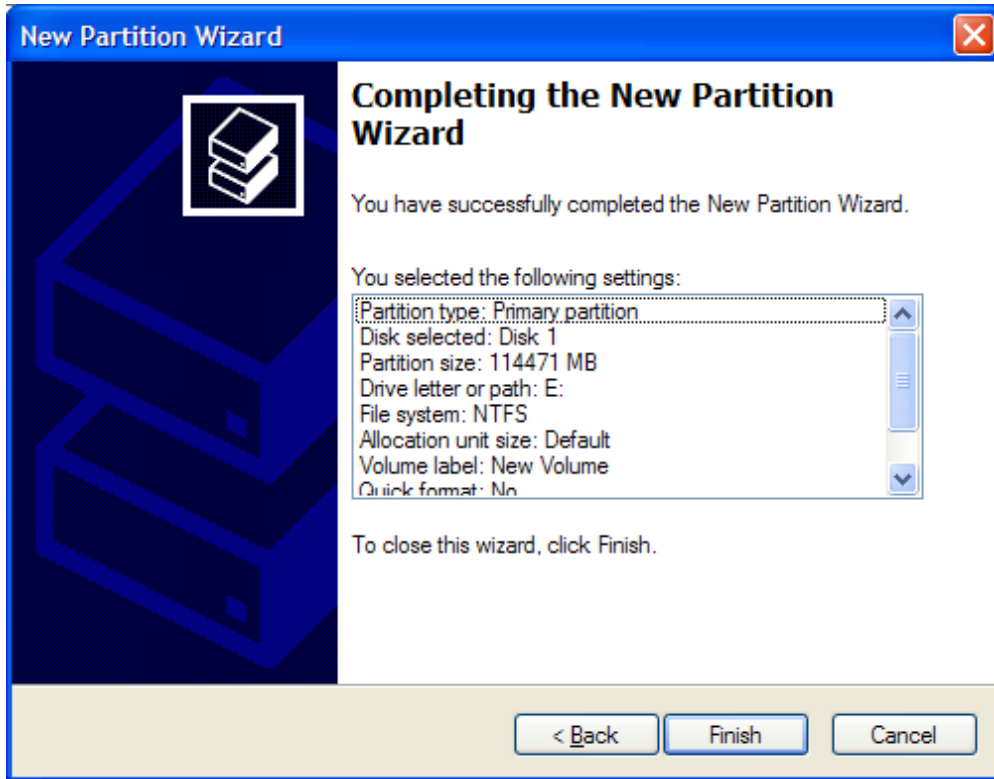 New Partition Wizard
Completing the New Partition
Wizard
You have successfully completed the New Partition Wizard.
You selected the following settings:
Partition type: Primary partition
Disk selected: Disk 1
Partition size: 114471 MB
Drive letter or path: E:
File system: NTFS
Allocation unit size: Default
Volume label: New Volume
Quick format: No
To close this wizard, click Finish.
< Back
Finish
Cancel